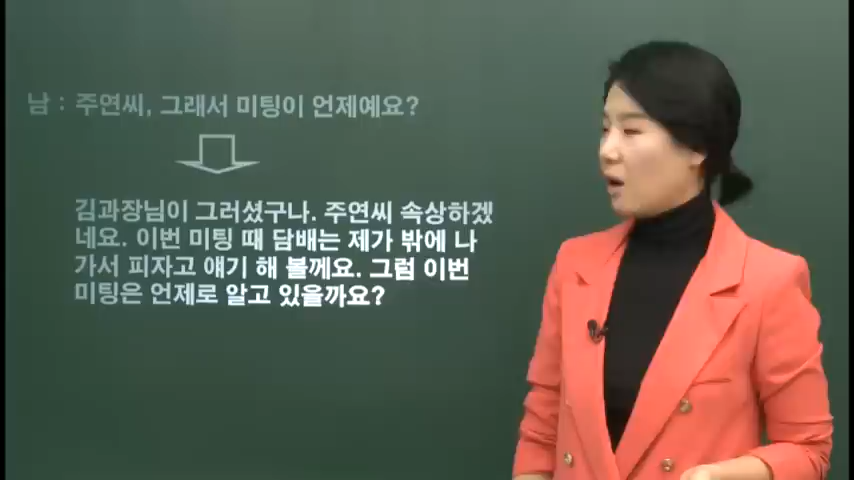 남 : 주연씨, 그래서 미팅이 언제예요?
김과장님이 그러셨구나. 주연씨 속상하겠
네요. 이번 미팅 때 담배는 제가 밖에 나
가서 피자고 얘기 해 볼께요. 그럼 이번
미팅은 언제로 알고 있을까요?